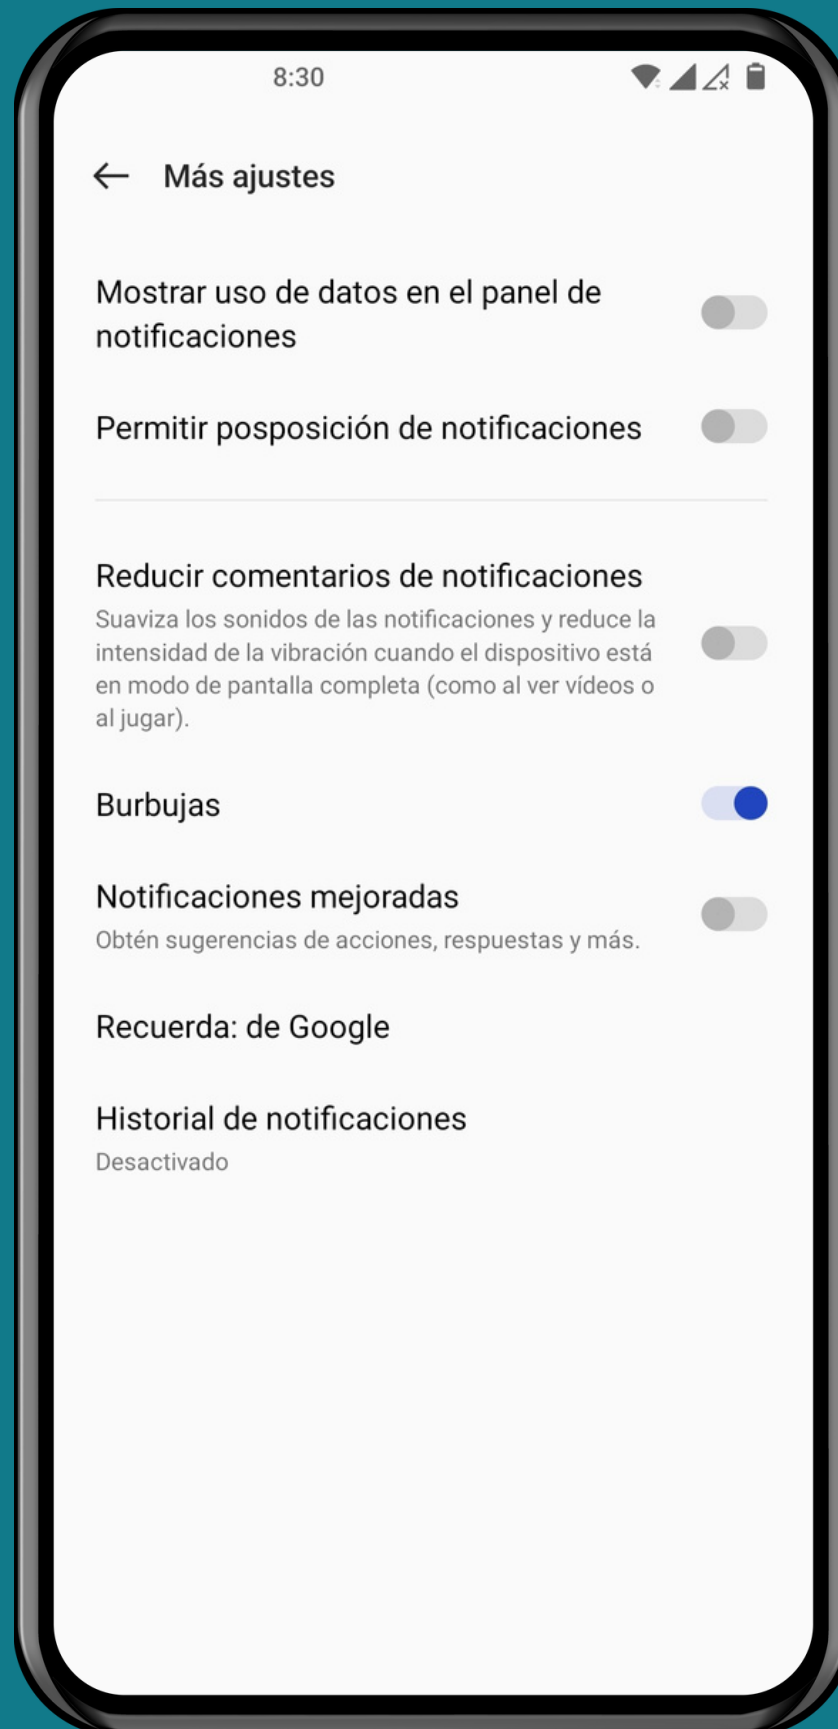 8:30
Más ajustes
Mostrar uso de datos en el panel de
notificaciones
Permitir posposición de notificaciones
Reducir comentarios de notificaciones
Suaviza los sonidos de las notificaciones y reduce la
intensidad de la vibración cuando el dispositivo está
en modo de pantalla completa (como al ver vídeos o
al jugar).
Burbujas
Notificaciones mejoradas
Obtén sugerencias de acciones, respuestas y más.
Recuerda: de Google
Historial de notificaciones
Desactivado